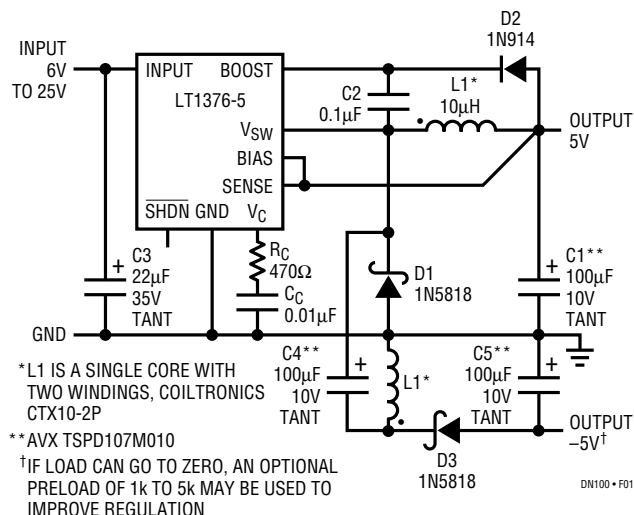 D2
1N914
INPUT
6V
TO 25V
INPUT
BOOST
LT1376-5
C2
0.1µF
L1*
10µH
VSW
OUTPUT
5V
BIAS
SENSE
SHDN GND
VC
+
C3
22µF
35V
TANT
RC
470Ω
CC
0.01µF
D1
1N5818
+
C1**
100µF
10V
TANT
GND
*L1 IS A SINGLE CORE WITH
TWO WINDINGS, COILTRONICS
CTX10-2P
**AVX TSPD107M010
†IF LOAD CAN GO TO ZERO, AN OPTIONAL
PRELOAD OF 1k TO 5k MAY BE USED TO
IMPROVE REGULATION
C4**
100µF
10V
TANT
+
L1*
C5**
100µF
10V
TANT
+
D3
1N5818
OUTPUT
–5V†
DN100 • F01